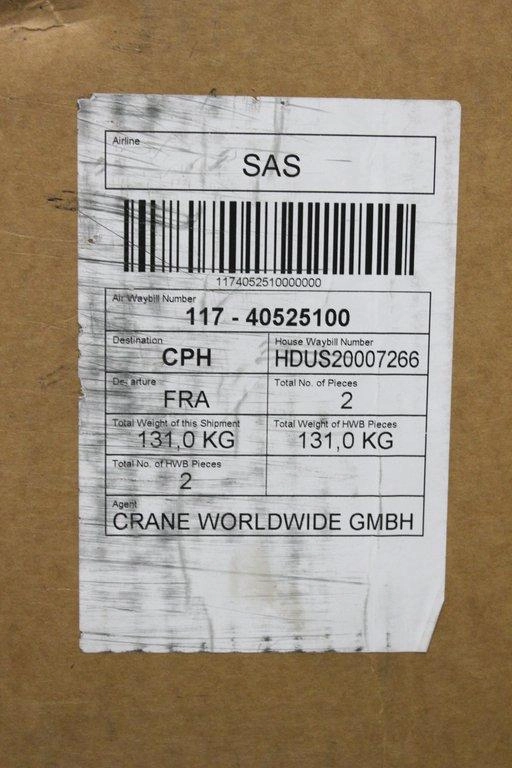 Airline
SAS
1174052510000000
Air Waybill Number
117 - 40525100
Destination
CPH
House Waybill Number
HDUS20007266
Departure
FRA
Total No. of Pieces
2
Total Weight of this Shipment
131,0 KG
Total Weight of HWB Pieces
131,0 KG
Total No. of HWB Pieces
2
Agent
CRANE WORLDWIDE GMBH